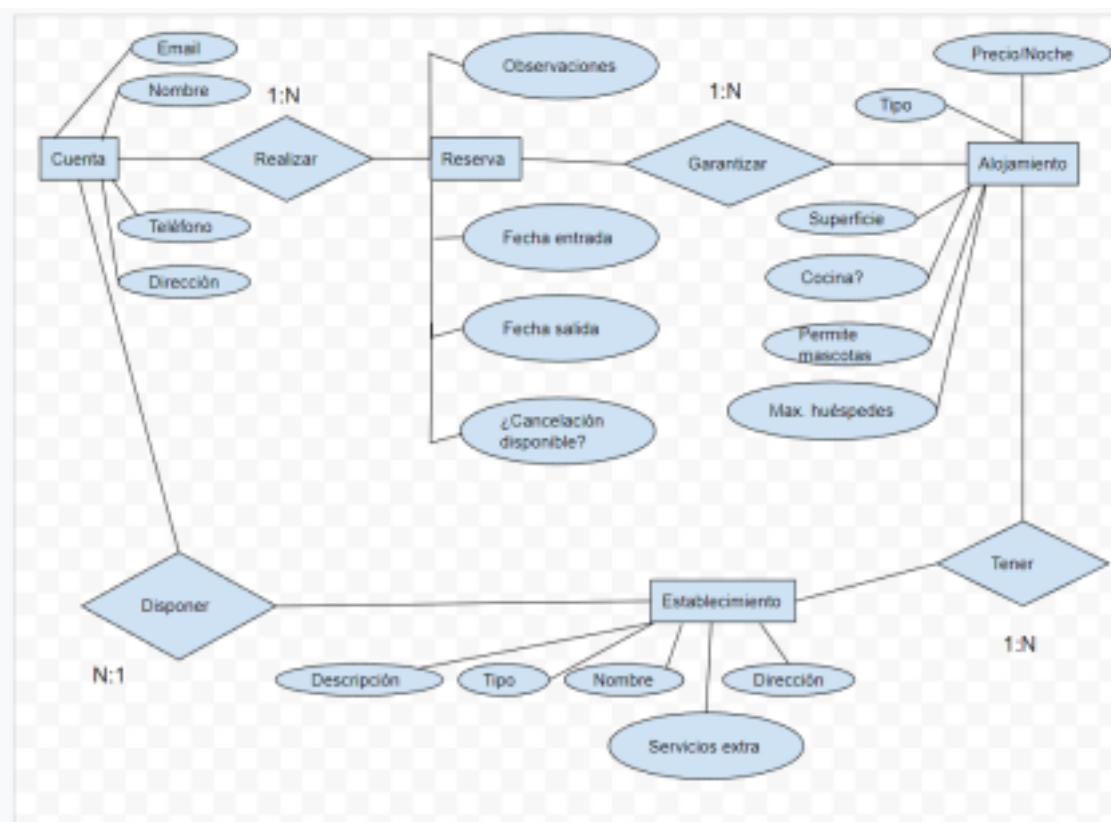 Email
Observaciones
Precio/Noche
Nombre
1:N
1:N
Tipo
Cuenta
Realizar
Reserva
Garantizar
Alojamiento
Teléfono
Superficie
Fecha entrada
Dirección
Cocina?
Fecha salida
Permite
mascotas
Max. huéspedes
¿Cancelación
disponible?
Tener
Disponer
Establecimiento
1:N
N:1
Descripción
Tipo
Nombre
Dirección
Servicios extra